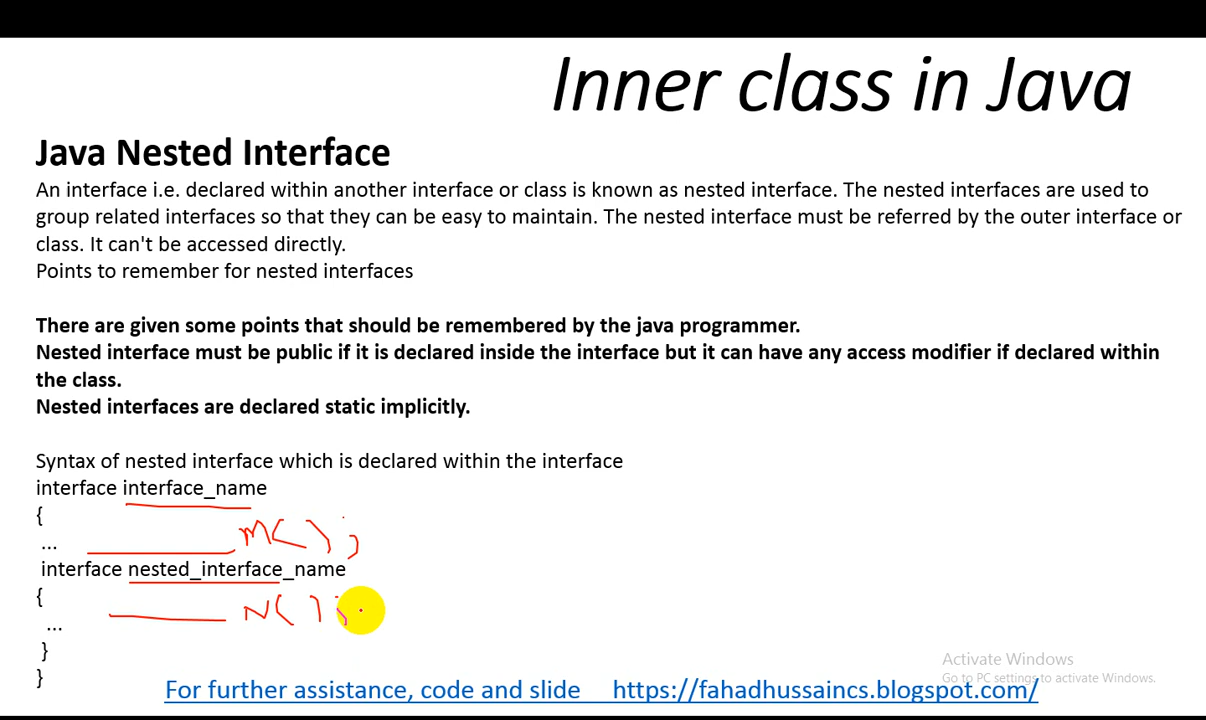 Inner class in Java
Java Nested Interface
An interface i.e. declared within another interface or class is known as nested interface. The nested interfaces are used to
group related interfaces so that they can be easy to maintain. The nested interface must be referred by the outer interface or
class. It can't be accessed directly.
Points to remember for nested interfaces
There are given some points that should be remembered by the java programmer.
Nested interface must be public if it is declared inside the interface but it can have any access modifier if declared within
the class.
Nested interfaces are declared static implicitly.
Syntax of nested interface which is declared within the interface
interface interface_name
{
... M( );
interface nested_interface_name
{
... N( );
}
}
Activate Windows
Go to PC settings to activate Windows.
For further assistance, code and slide https://fahadhussaincs.blogspot.com/